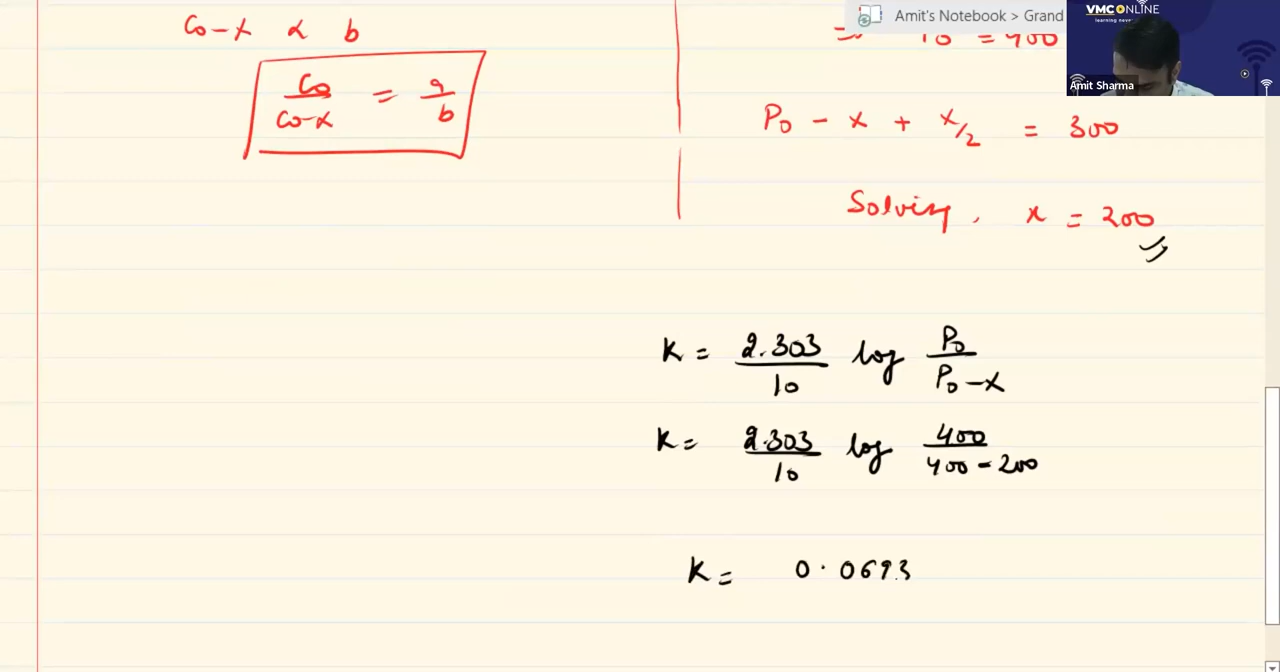 Amit's Notebook > Grand
VMC ONLINE
Amit Sharma
C₀-x ∝ b
C₀/C₀-x = a/b
P₀ = 400
P₀ - x + x/2 = 300
Solving, x = 200
K = 2.303/10 log P₀/P₀-x
K = 2.303/10 log 400/400-200
K = 0.0693